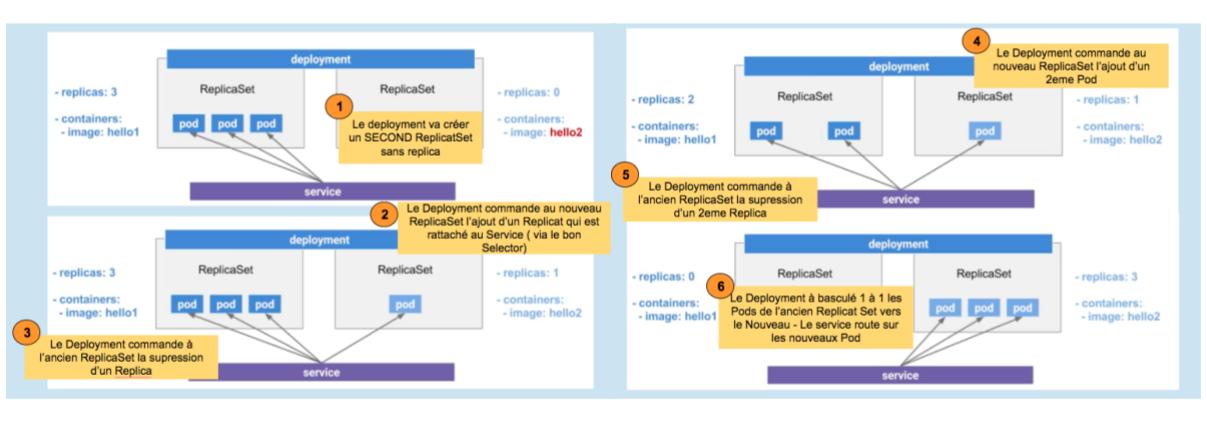 deployment
- replicas: 3
- containers:
- image: hello1
ReplicaSet
pod pod pod
ReplicaSet
- replicas: 0
- containers:
- image: hello2
1
Le deployment va créer
un SECOND ReplicatSet
sans replica
service
2
Le Deployment commande au nouveau
ReplicaSet l'ajout d'un Replicat qui est
rattaché au Service ( via le bon
Selector)
deployment
- replicas: 3
- containers:
- image: hello1
ReplicaSet
pod pod pod
ReplicaSet
pod
- replicas: 1
- containers:
- image: hello2
3
Le Deployment commande à
l'ancien ReplicaSet la supression
d'un Replica
service
4
Le Deployment commande au
nouveau ReplicaSet l'ajout d'un
2eme Pod
deployment
- replicas: 2
- containers:
- image: hello1
ReplicaSet
pod pod
ReplicaSet
pod
- replicas: 1
- containers:
- image: hello2
5
Le Deployment commande à
l'ancien ReplicaSet la supression
d'un 2eme Replica
service
deployment
- replicas: 0
- containers:
- image: hello1
ReplicaSet
ReplicaSet
pod pod pod
- replicas: 3
- containers:
- image: hello2
6
Le Deployment à basculé 1 à 1 les
Pods de l'ancien Replicat Set vers
le Nouveau - Le service route sur
les nouveaux Pod
service